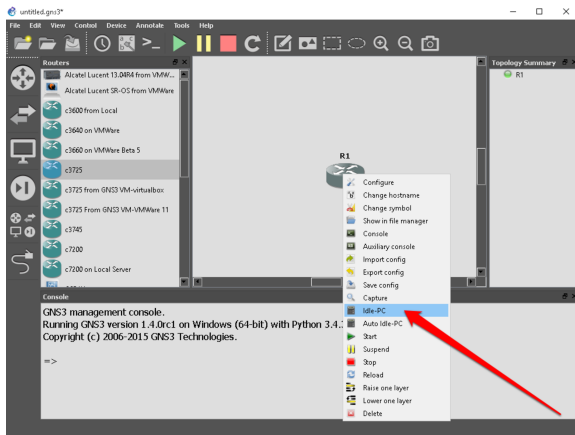 untitled.gns3*
File Edit View Control Device Annotate Tools Help
Routers
Topology Summary
Alcatel Lucent 13.04R4 from VMW...
Alcatel Lucent SR-OS from VMWare
c3600 from Local
c3640 on VMWare
c3660 on VMWare Beta 5
c3725
c3725 from GNS3 VM-virtualbox
c3725 From GNS3 VM-VMWare 11
c3745
c7200
c7200 on Local Server
R1
R1
Configure
Change hostname
Change symbol
Show in file manager
Console
Auxiliary console
Import config
Export config
Save config
Capture
Idle-PC
Auto Idle-PC
Start
Suspend
Stop
Reload
Raise one layer
Lower one layer
Delete
Console
GNS3 management console.
Running GNS3 version 1.4.0rc1 on Windows (64-bit) with Python 3.4.
Copyright (c) 2006-2015 GNS3 Technologies.
=>